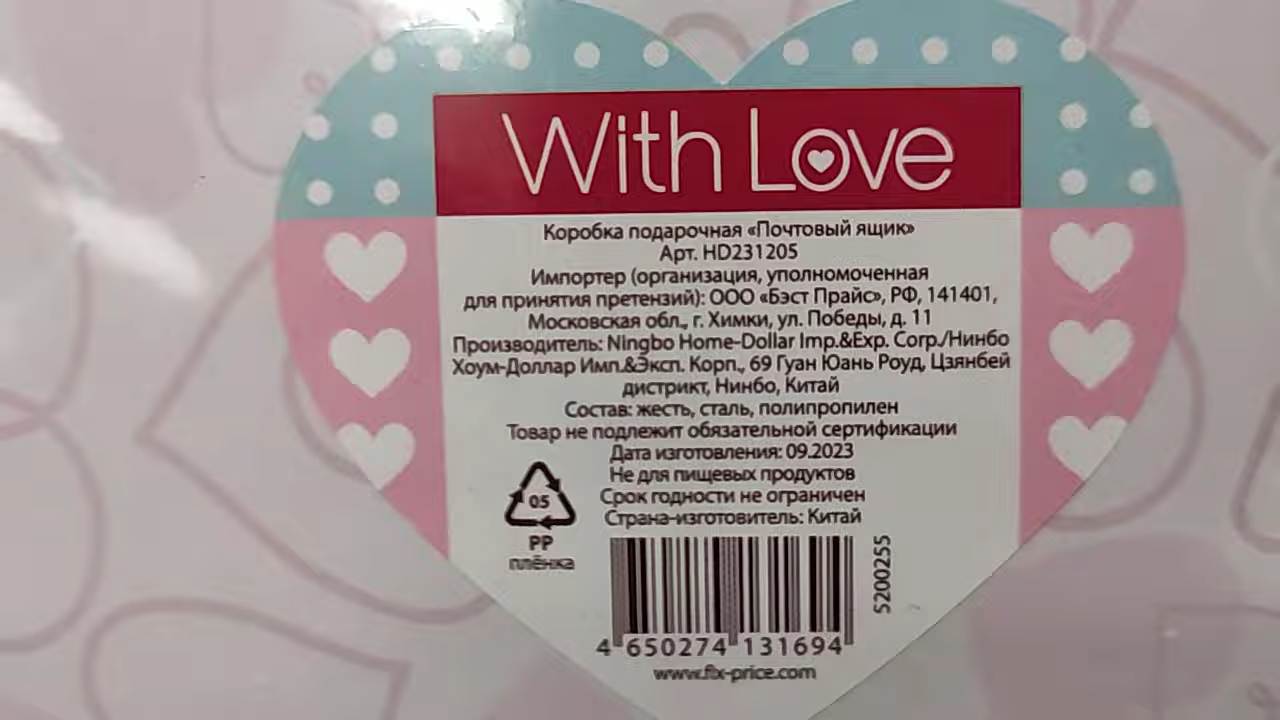 With Love
Коробка подарочная «Почтовый ящик»
Арт. HD231205
Импортер (организация, уполномоченная
для принятия претензий): ООО «Бэст Прайс», РФ, 141401,
Московская обл., г. Химки, ул. Победы, д. 11
Производитель: Ningbo Home-Dollar Imp.&Exp. Corp./Нинбо
Хоум-Доллар Имп.&Эксп. Корп., 69 Гуан Юань Роуд, Цзянбей
дистрикт, Нинбо, Китай
Состав: жесть, сталь, полипропилен
Товар не подлежит обязательной сертификации
Дата изготовления: 09.2023
Не для пищевых продуктов
Срок годности не ограничен
Страна-изготовитель: Китай
05
PP
плёнка
5200255
4 650274 131694
www.fix-price.com